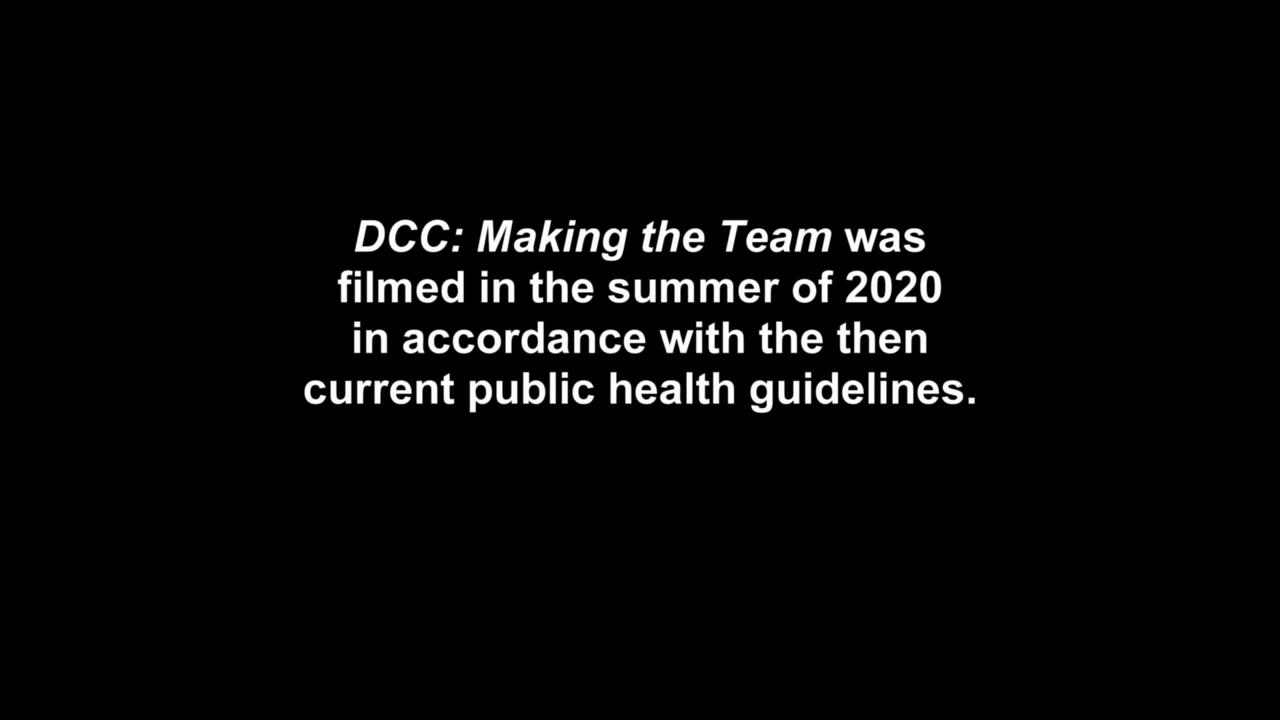 DCC: Making the Team was
filmed in the summer of 2020
in accordance with the then
current public health guidelines.